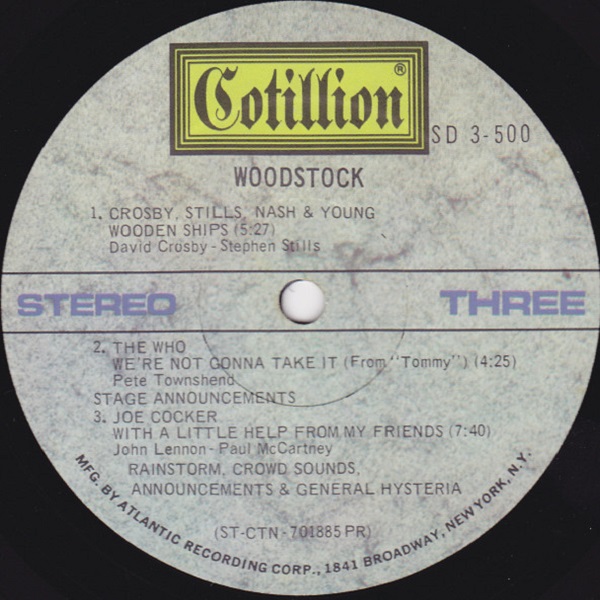 Cotillion®
SD 3-500
WOODSTOCK
1. CROSBY, STILLS, NASH & YOUNG
WOODEN SHIPS (5:27)
David Crosby - Stephen Stills
STEREO
THREE
2. THE WHO
WE'RE NOT GONNA TAKE IT (From "Tommy") (4:25)
Pete Townshend
STAGE ANNOUNCEMENTS
3. JOE COCKER
WITH A LITTLE HELP FROM MY FRIENDS (7:40)
John Lennon - Paul McCartney
RAINSTORM, CROWD SOUNDS,
ANNOUNCEMENTS & GENERAL HYSTERIA
(ST-CTN-701885 PR)
MFG. BY ATLANTIC RECORDING CORP., 1841 BROADWAY, NEW YORK, N.Y.